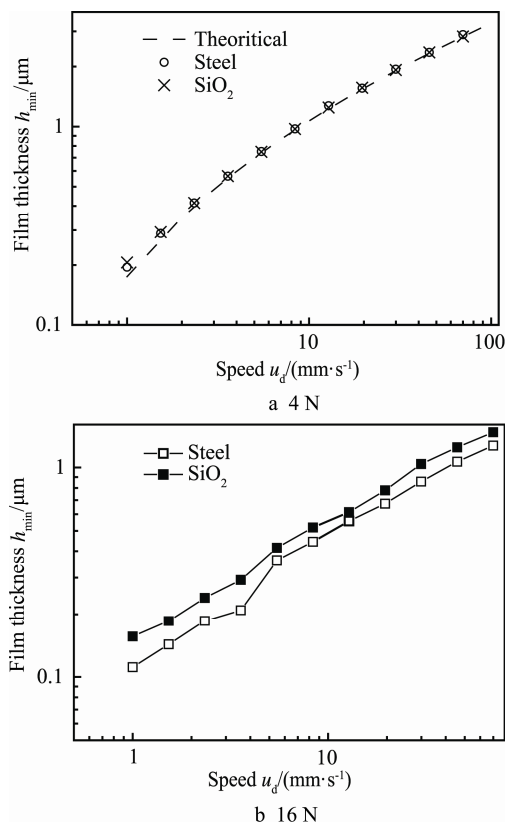 Theoritical
Steel
SiO₂
Film thickness hmin/μm
1
0.1
10
100
Speed ud/(mm·s⁻¹)
a 4 N
Steel
SiO₂
Film thickness hmin/μm
1
0.1
1
10
Speed ud/(mm·s⁻¹)
b 16 N